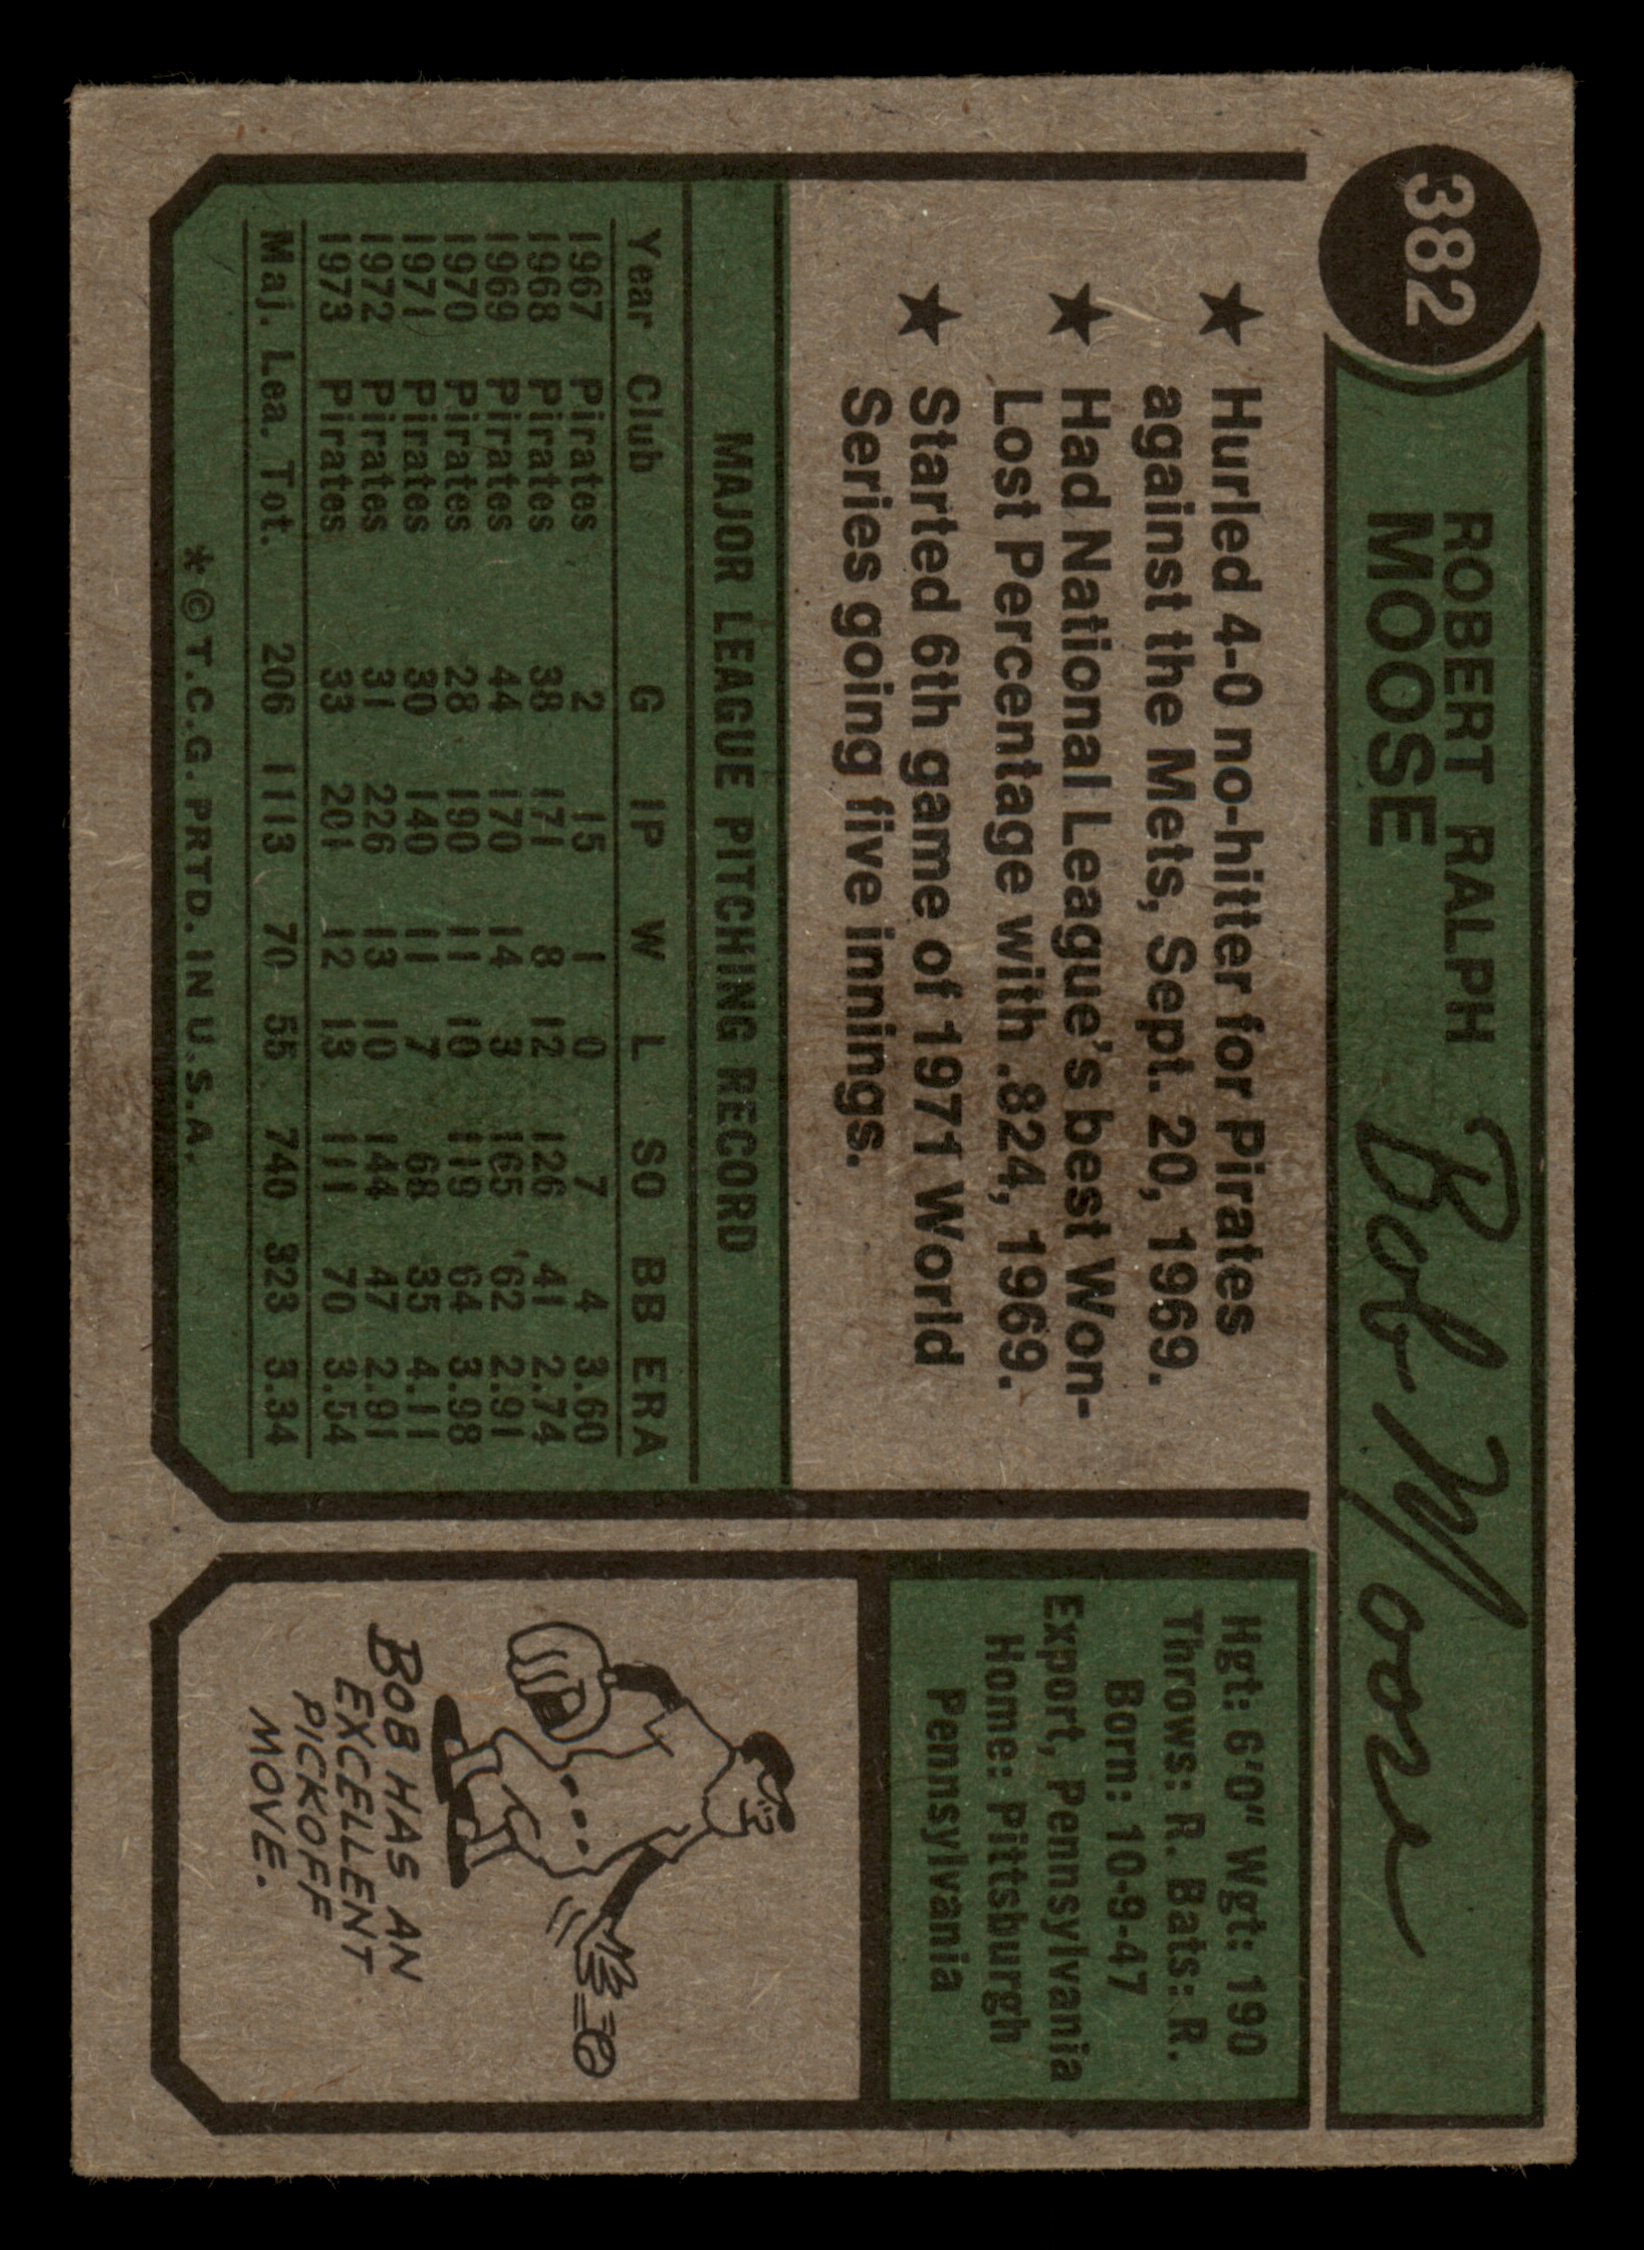 382
ROBERT RALPH
MOOSE
Bob Moose
★ Hurled 4-0 no-hitter for Pirates
against the Mets, Sept. 20, 1969.
★ Had National League's best Won-
Lost Percentage with .824, 1969.
★ Started 6th game of 1971 World
Series going five innings.
MAJOR LEAGUE PITCHING RECORD
Year Club G IP W L SO BB ERA
1967 Pirates 2 15 1 0 7 4 3.60
1968 Pirates 38 171 8 12 126 41 2.74
1969 Pirates 44 170 14 3 165 62 2.91
1970 Pirates 28 190 11 10 119 64 3.98
1971 Pirates 30 140 11 7 68 35 4.11
1972 Pirates 31 226 13 10 144 47 2.91
1973 Pirates 33 201 12 13 111 70 3.54
Maj. Lea. Tot. 206 1113 70 55 740 323 3.34
*©T.C.G. PRTD. IN U.S.A.
Hgt: 6'0" Wgt: 190
Throws: R. Bats: R.
Born: 10-9-47
Export, Pennsylvania
Home: Pittsburgh
Pennsylvania
BOB HAS AN
EXCELLENT
PICKOFF
MOVE.